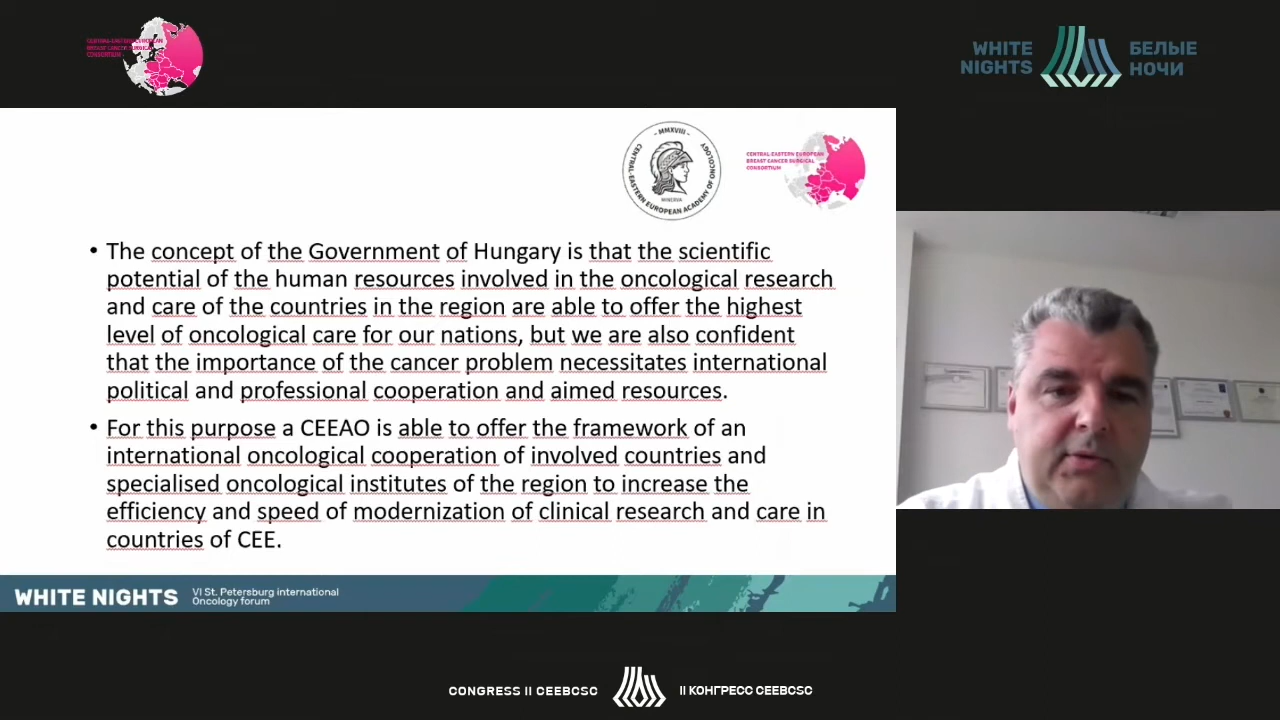 CENTRAL-EASTERN EUROPEAN
BREAST CANCER SURGICAL
CONSORTIUM
WHITE
NIGHTS
БЕЛЫЕ
НОЧИ
- MMXVIII -
CENTRAL-EASTERN EUROPEAN ACADEMY OF ONCOLOGY
MINERVA
CENTRAL-EASTERN EUROPEAN
BREAST CANCER SURGICAL
CONSORTIUM
• The concept of the Government of Hungary is that the scientific
potential of the human resources involved in the oncological research
and care of the countries in the region are able to offer the highest
level of oncological care for our nations, but we are also confident
that the importance of the cancer problem necessitates international
political and professional cooperation and aimed resources.
• For this purpose a CEEAO is able to offer the framework of an
international oncological cooperation of involved countries and
specialised oncological institutes of the region to increase the
efficiency and speed of modernization of clinical research and care in
countries of CEE.
WHITE NIGHTS
VI St. Petersburg international
Oncology forum
CONGRESS II CEEBCSC
II КОНГРЕСС CEEBCSC